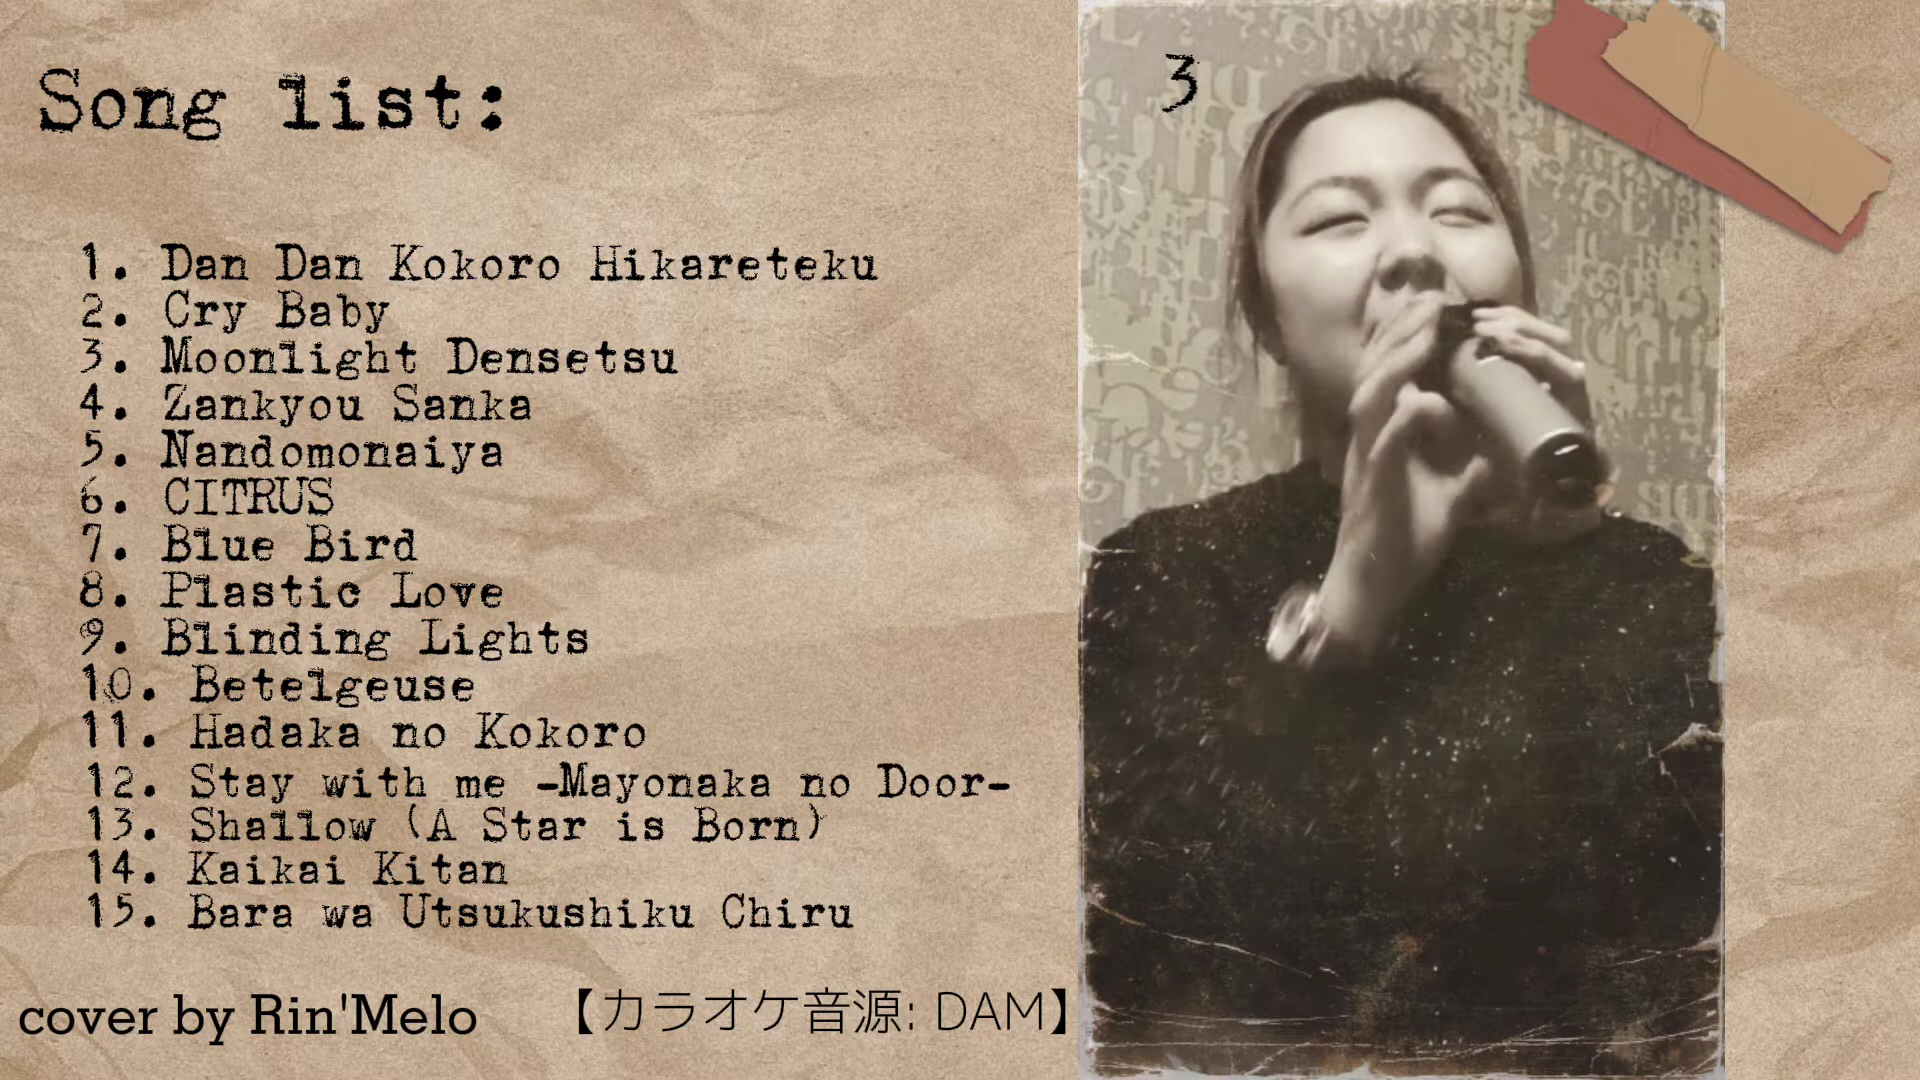 Song list:
1. Dan Dan Kokoro Hikareteku
2. Cry Baby
3. Moonlight Densetsu
4. Zankyou Sanka
5. Nandomonaiya
6. CITRUS
7. Blue Bird
8. Plastic Love
9. Blinding Lights
10. Betelgeuse
11. Hadaka no Kokoro
12. Stay with me -Mayonaka no Door-
13. Shallow (A Star is Born)
14. Kaikai Kitan
15. Bara wa Utsukushiku Chiru
cover by Rin'Melo 【カラオケ音源: DAM】
3